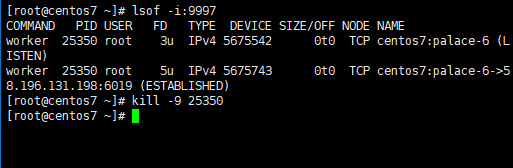 [root@centos7 ~]# lsof -i:9997
COMMAND   PID USER   FD   TYPE  DEVICE SIZE/OFF NODE NAME
worker  25350 root    3u  IPv4 5675542      0t0  TCP centos7:palace-6 (L
ISTEN)
worker  25350 root    5u  IPv4 5675743      0t0  TCP centos7:palace-6->5
8.196.131.198:6019 (ESTABLISHED)
[root@centos7 ~]# kill -9 25350
[root@centos7 ~]#